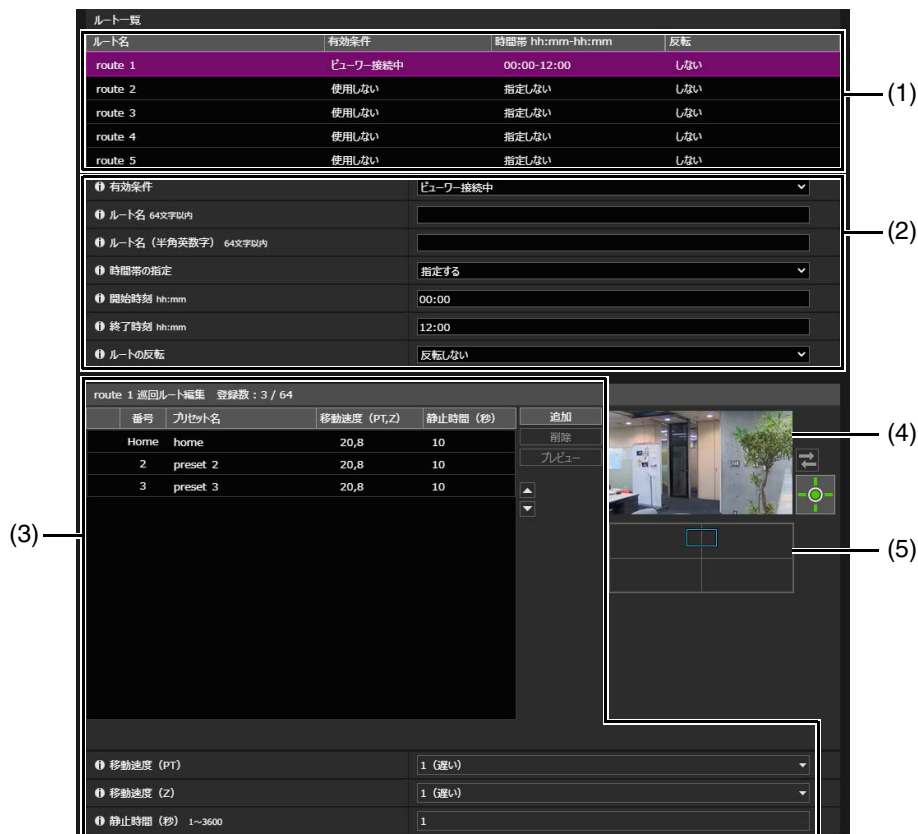 ルート一覧
ルート名 有効条件 時間帯 hh:mm-hh:mm 反転
route 1 ビューワー接続中 00:00-12:00 しない
route 2 使用しない 指定しない しない
route 3 使用しない 指定しない しない
route 4 使用しない 指定しない しない
route 5 使用しない 指定しない しない
(1)
有効条件 ビューワー接続中
ルート名 64文字以内
ルート名（半角英数字） 64文字以内
時間帯の指定 指定する
開始時刻 hh:mm 00:00
終了時刻 hh:mm 12:00
ルートの反転 反転しない
(2)
route 1 巡回ルート編集 登録数 : 3 / 64
番号 プリセット名 移動速度（PT,Z） 静止時間（秒） 追加
Home home 20,8 10 削除
2 preset 2 20,8 10 プレビュー
3 preset 3 20,8 10
(3)
(4)
(5)
移動速度（PT） 1（遅い）
移動速度（Z） 1（遅い）
静止時間（秒） 1～3600 1